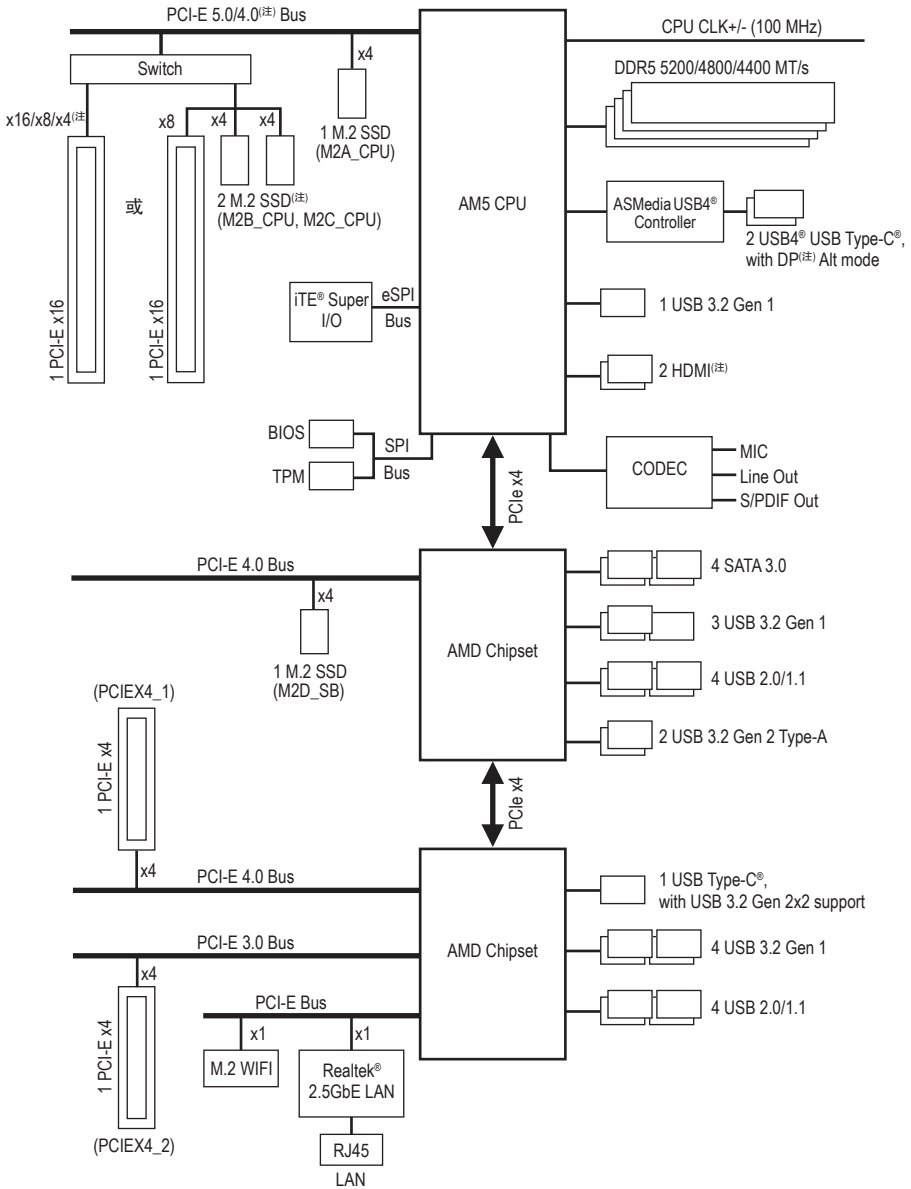 PCI-E 5.0/4.0(注) Bus
CPU CLK+/- (100 MHz)
x4
Switch
DDR5 5200/4800/4400 MT/s
x16/x8/x4(注
x8
x4
x4
1 M.2 SSD
(M2A_CPU)
或
2 M.2 SSD(注)
(M2B_CPU, M2C_CPU)
1 PCI-E x16
1 PCI-E x16
AM5 CPU
ASMedia USB4®
Controller
2 USB4® USB Type-C®,
with DP(注) Alt mode
iTE® Super
I/O
eSPI
Bus
1 USB 3.2 Gen 1
2 HDMI(注)
BIOS
TPM
SPI
Bus
PCIe x4
CODEC
MIC
Line Out
S/PDIF Out
PCI-E 4.0 Bus
x4
1 M.2 SSD
(M2D_SB)
AMD Chipset
4 SATA 3.0
3 USB 3.2 Gen 1
4 USB 2.0/1.1
2 USB 3.2 Gen 2 Type-A
(PCIEX4_1)
1 PCI-E x4
x4
PCIe x4
PCI-E 4.0 Bus
PCI-E 3.0 Bus
x4
1 PCI-E x4
(PCIEX4_2)
PCI-E Bus
x1
x1
M.2 WIFI
Realtek®
2.5GbE LAN
RJ45
LAN
AMD Chipset
1 USB Type-C®,
with USB 3.2 Gen 2x2 support
4 USB 3.2 Gen 1
4 USB 2.0/1.1